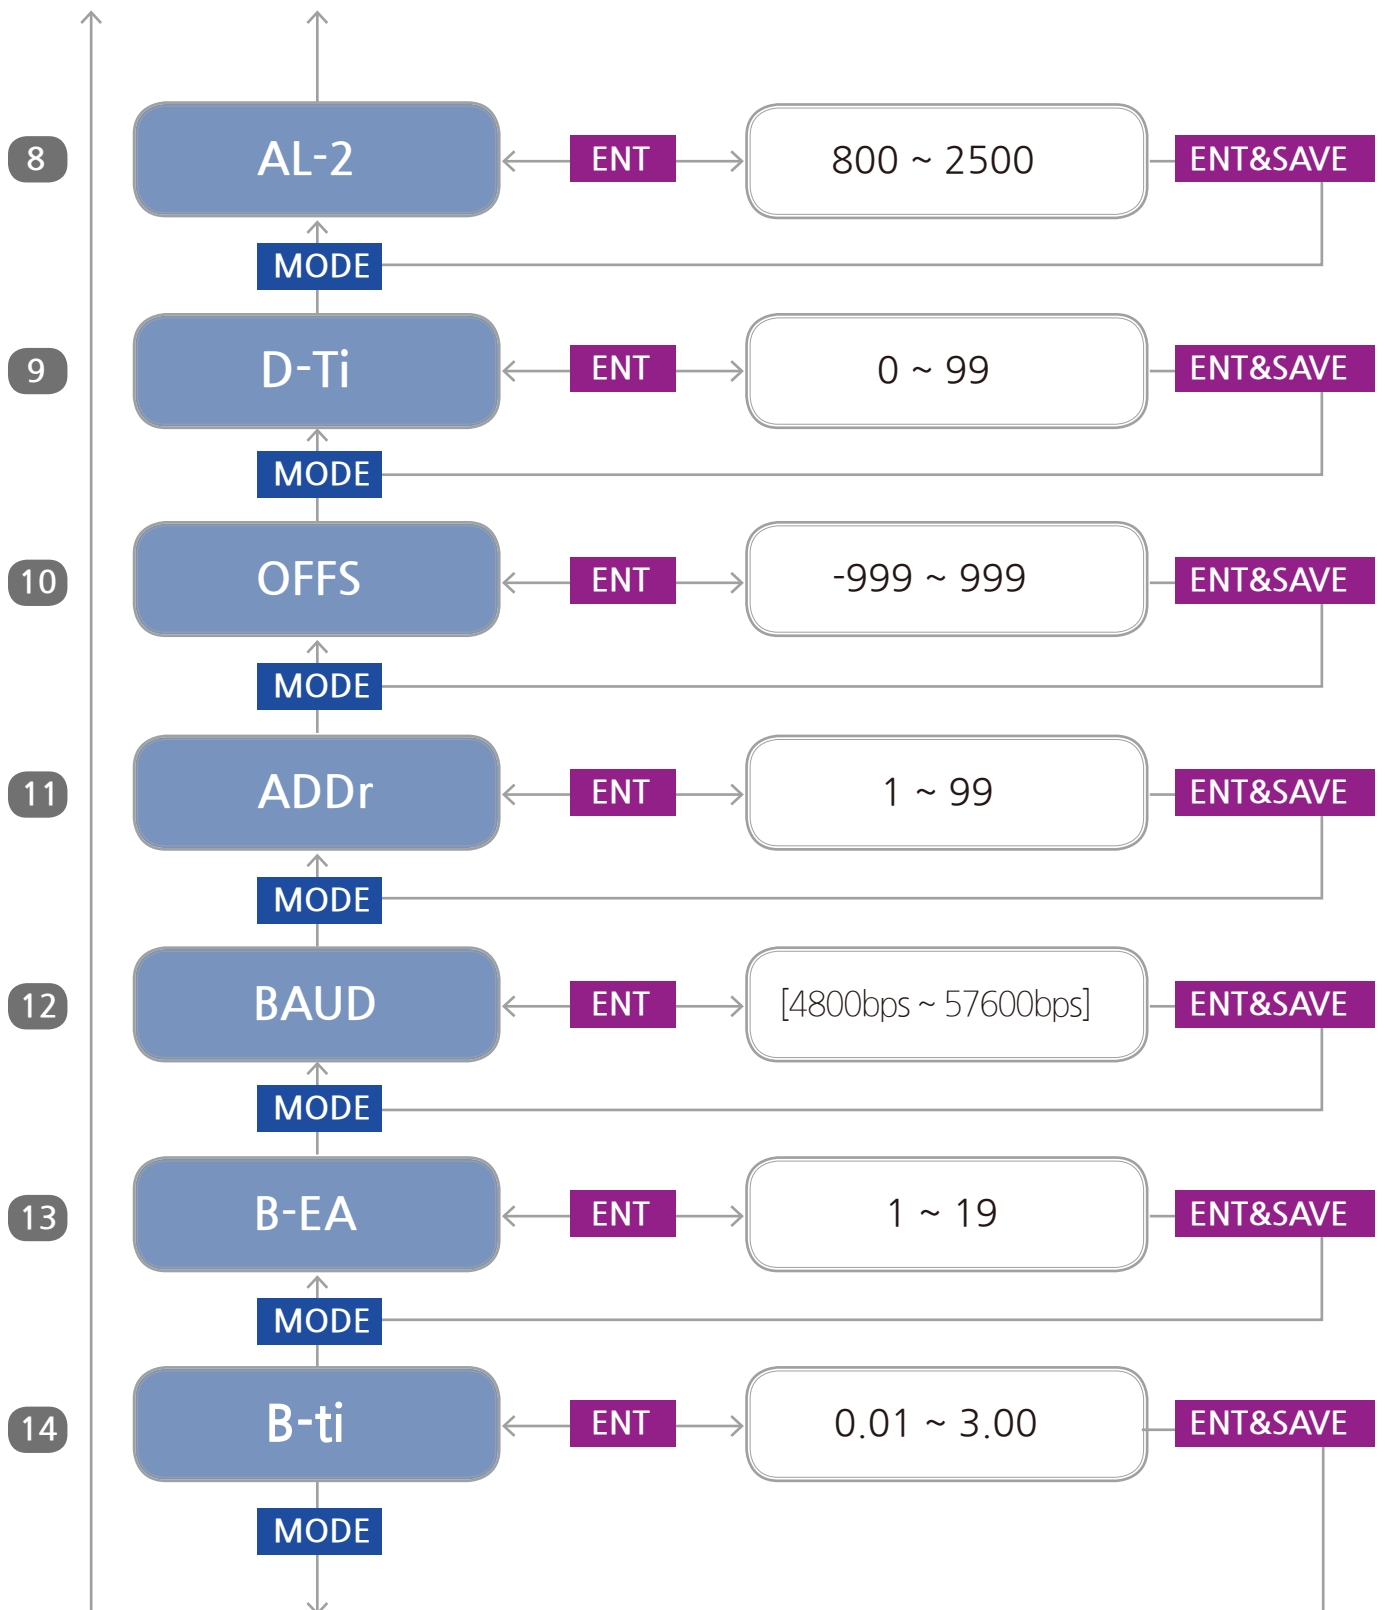 8 AL-2 ENT 800 ~ 2500 ENT&SAVE
MODE
9 D-Ti ENT 0 ~ 99 ENT&SAVE
MODE
10 OFFS ENT -999 ~ 999 ENT&SAVE
MODE
11 ADDr ENT 1 ~ 99 ENT&SAVE
MODE
12 BAUD ENT [4800bps ~ 57600bps] ENT&SAVE
MODE
13 B-EA ENT 1 ~ 19 ENT&SAVE
MODE
14 B-ti ENT 0.01 ~ 3.00 ENT&SAVE
MODE